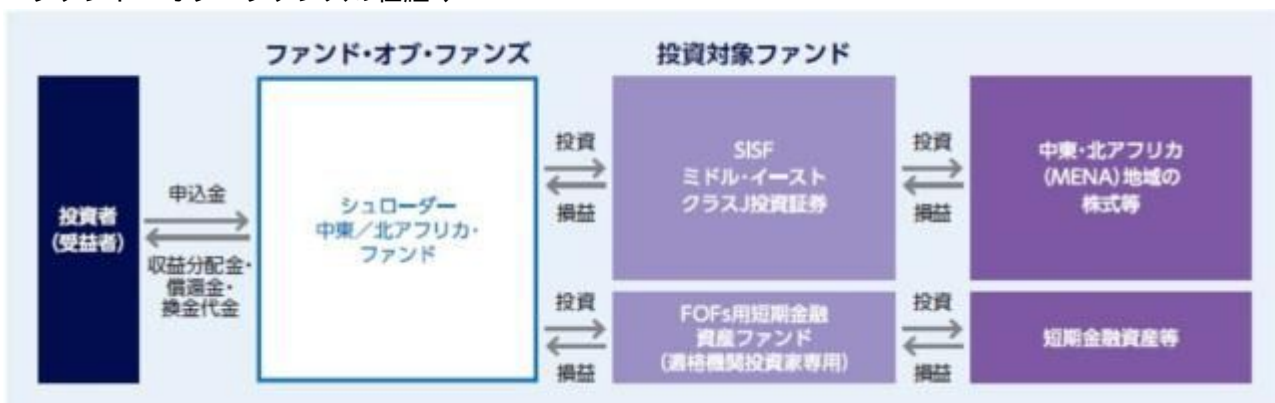 ファンド・オブ・ファンズ
投資対象ファンド
投資者
(受益者)
申込金
収益分配金・
償還金・
換金代金
シュローダー
中東／北アフリカ・
ファンド
投資
損益
SISF
ミドル・イースト
クラスJ投資証券
投資
損益
中東・北アフリカ
(MENA)地域の
株式等
投資
損益
FOFs用短期金融
資産ファンド
(適格機関投資家専用)
投資
損益
短期金融資産等